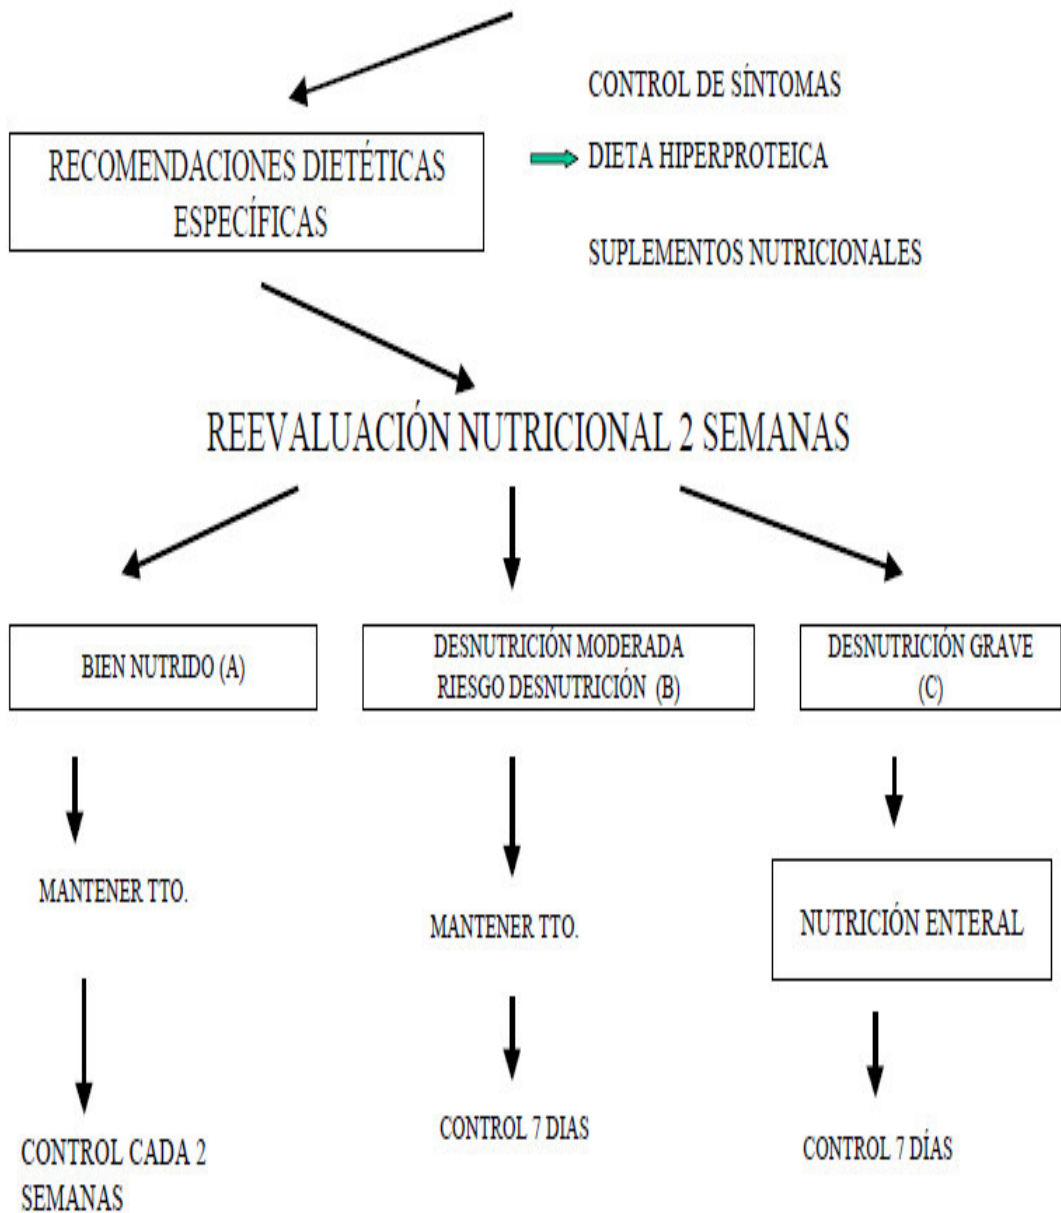 CONTROL DE SÍNTOMAS
RECOMENDACIONES DIETÉTICAS
ESPECÍFICAS
DIETA HIPERPROTEICA
SUPLEMENTOS NUTRICIONALES
REEVALUACIÓN NUTRICIONAL 2 SEMANAS
BIEN NUTRIDO (A)
DESNUTRICIÓN MODERADA
RIESGO DESNUTRICIÓN (B)
DESNUTRICIÓN GRAVE
(C)
MANTENER TTO.
MANTENER TTO.
NUTRICIÓN ENTERAL
CONTROL CADA 2
SEMANAS
CONTROL 7 DIAS
CONTROL 7 DÍAS